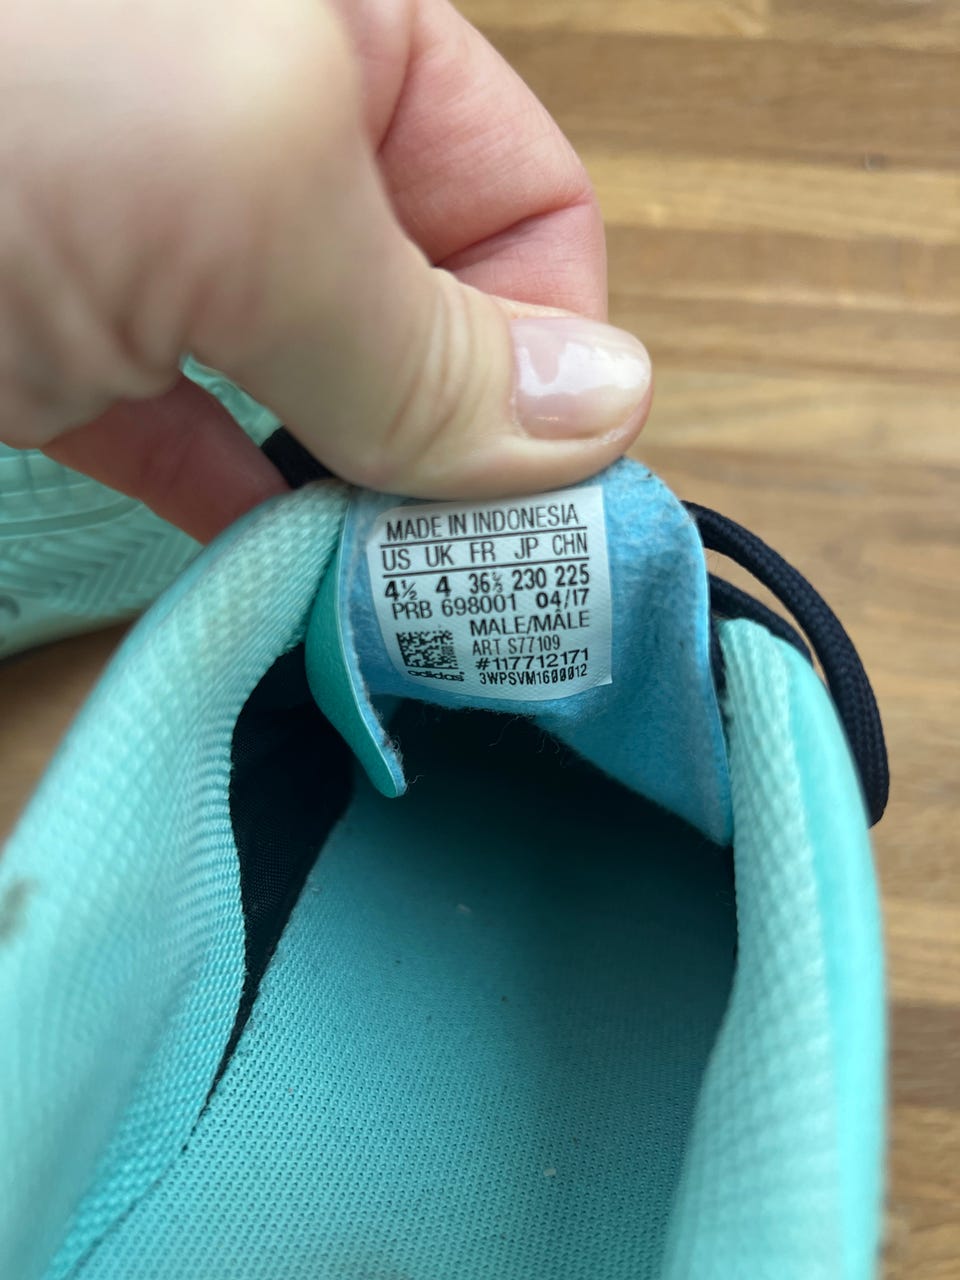 MADE IN INDONESIA
US UK FR JP CHN
4½ 4 36⅔ 230 225
PRB 698001 04/17
MALE/MÂLE
ART S77109
#117712171
adidas 3WPSVM1600012